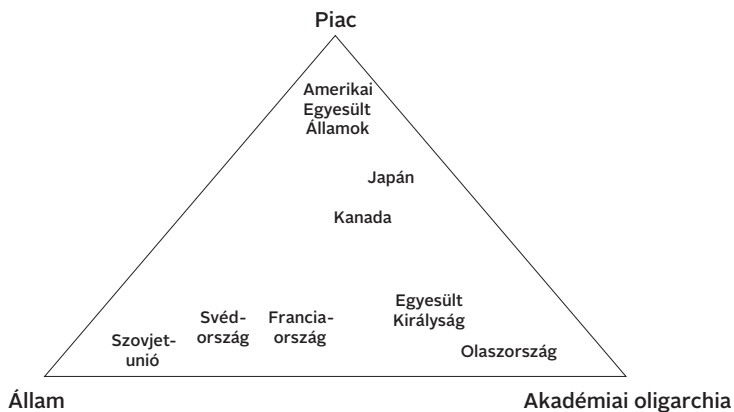 Piac
Amerikai
Egyesült
Államok
Japán
Kanada
Egyesült
Királyság
Svéd-
ország
Francia-
ország
Szovjet-
unió
Olaszország
Állam
Akadémiai oligarchia